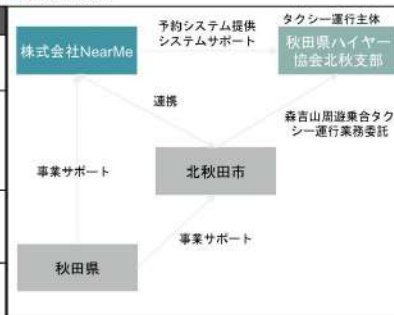 予約システム提供
システムサポート
タクシー運行主体
株式会社NearMe
秋田県ハイヤー
協会北秋支部
連携
森吉山周遊乗合タク
シー運行業務委託
事業サポート
北秋田市
事業サポート
秋田県